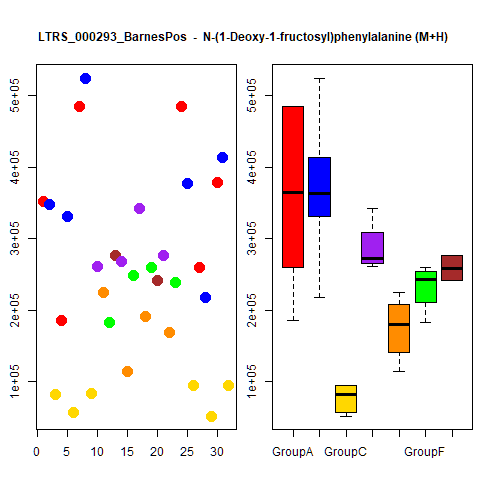 LTRS_000293_BarnesPos - N-(1-Deoxy-1-fructosyl)phenylalanine (M+H)
5e+05
4e+05
3e+05
2e+05
1e+05
0 5 10 15 20 25 30
5e+05
4e+05
3e+05
2e+05
1e+05
GroupA GroupC GroupF